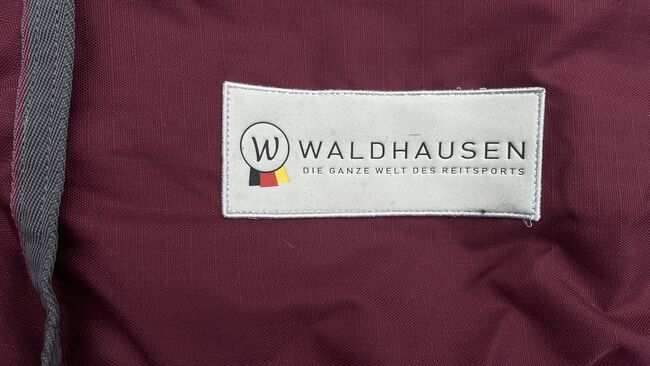 W WALDHAUSEN
DIE GANZE WELT DES REITSPORTS